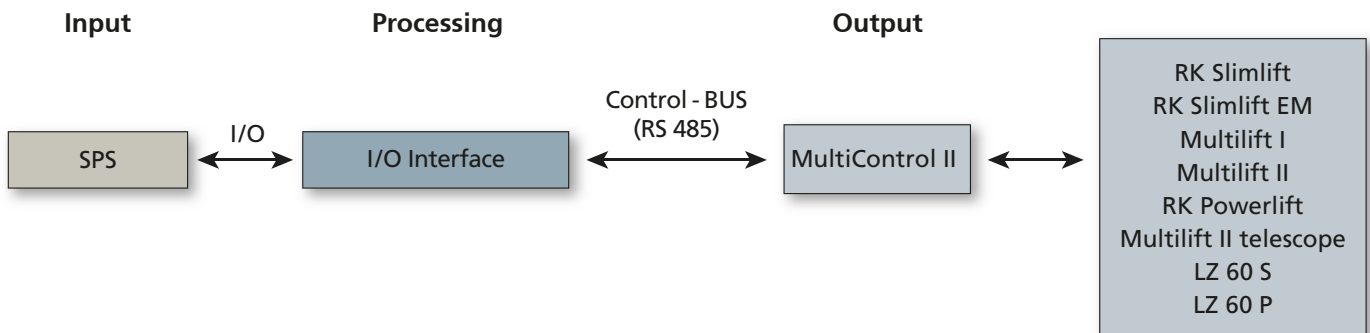 Input
Processing
Output
SPS
I/O
I/O Interface
Control - BUS
(RS 485)
MultiControl II
RK Slimlift
RK Slimlift EM
Multilift I
Multilift II
RK Powerlift
Multilift II telescope
LZ 60 S
LZ 60 P